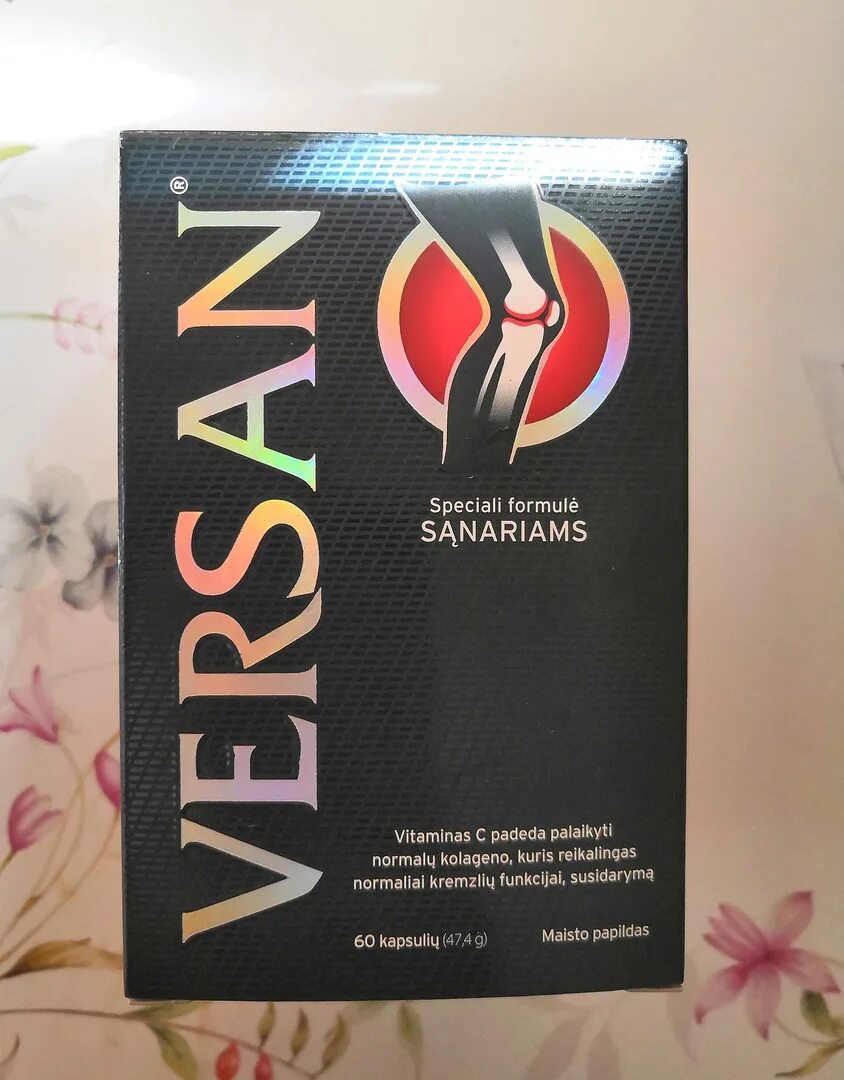 VERSAN®
Speciali formulė
SĄNARIAMS
Vitaminas C padeda palaikyti
normalų kolageno, kuris reikalingas
normaliai kremzlių funkcijai, susidarymą
60 kapsulių (47,4 g)
Maisto papildas